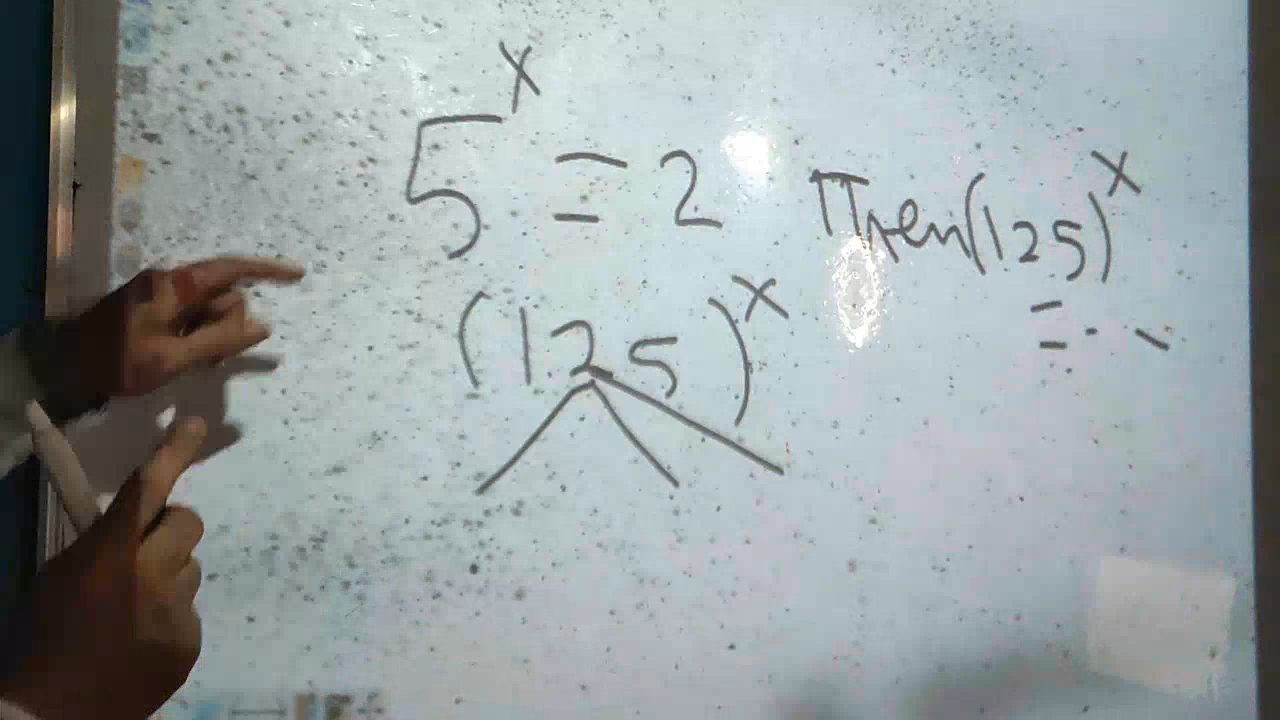 5^x = 2 Then (125)^x
= . . -
(125)^x